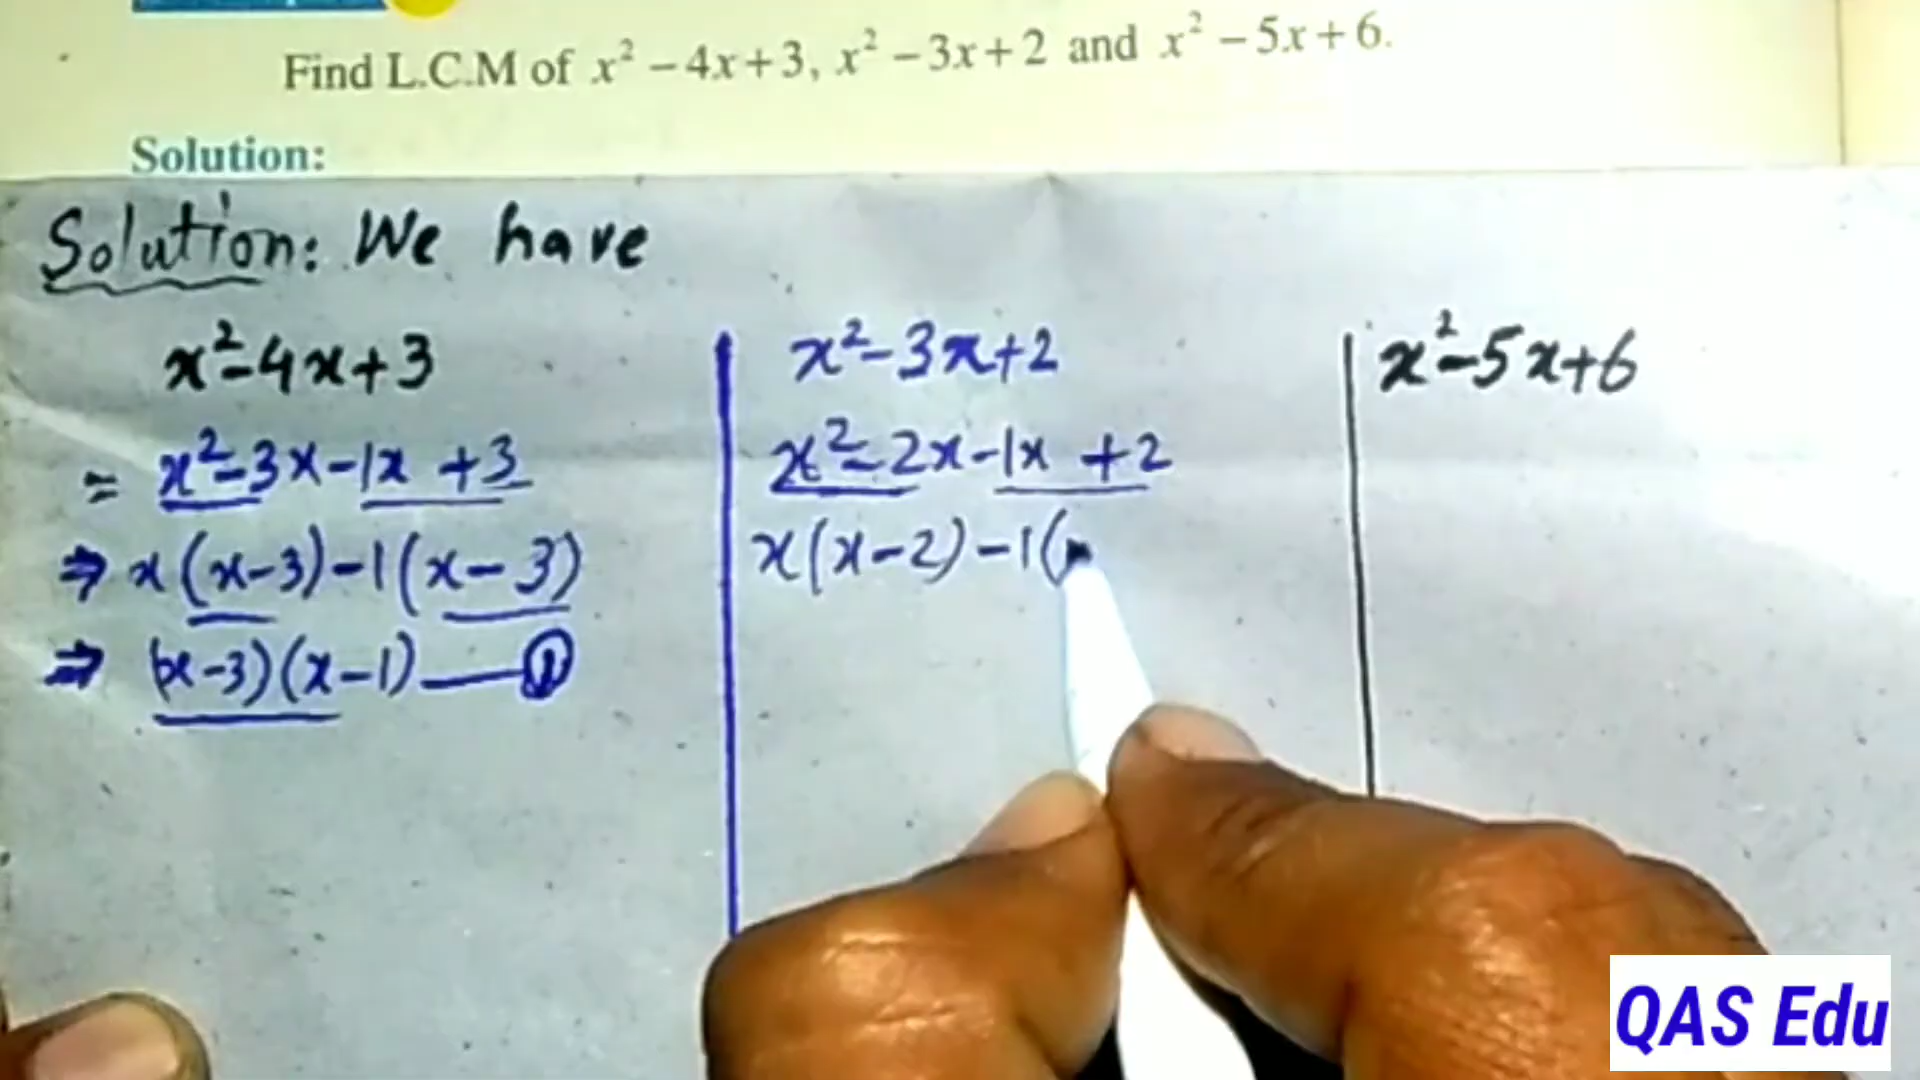 Find L.C.M of x² – 4x + 3, x² – 3x + 2 and x² – 5x + 6.
Solution:
Solution: We have
x²-4x+3
= x²-3x-1x +3
⇒ x(x-3)-1(x-3)
⇒ (x-3)(x-1)——①
x²-3x+2
x²-2x-1x +2
x(x-2)-1(
x²-5x+6
QAS Edu